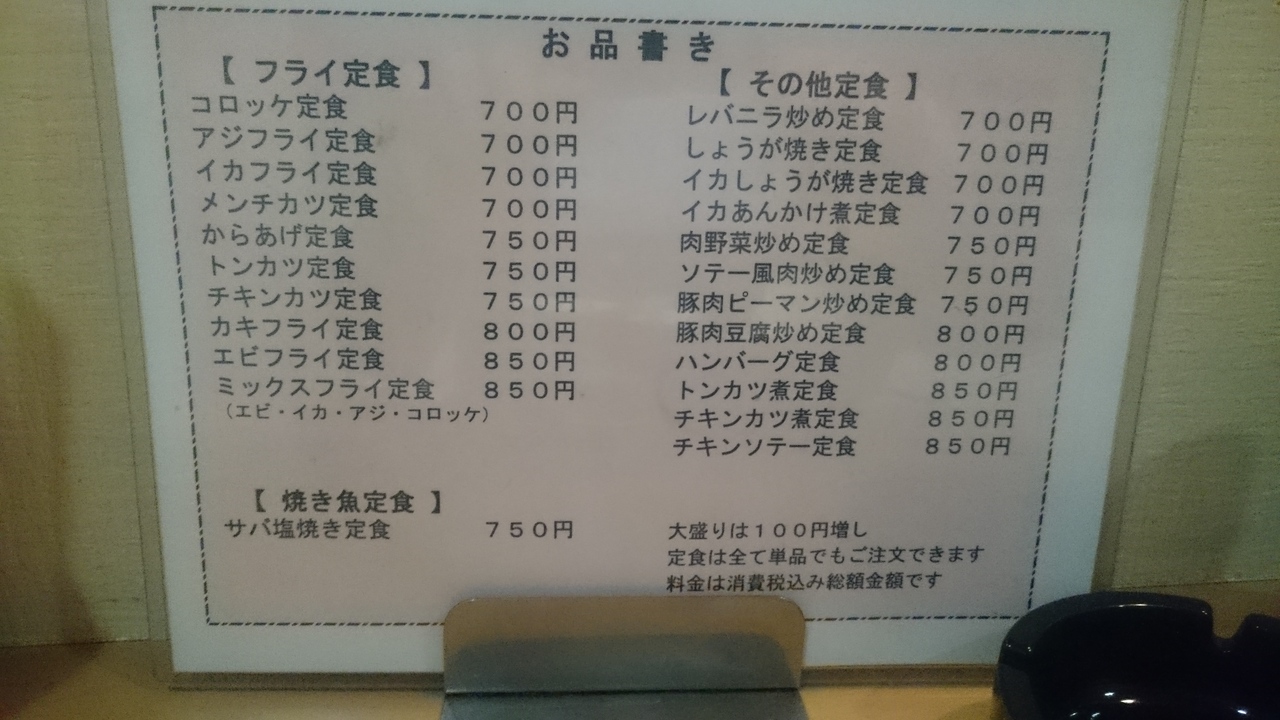 お品書き
【 フライ定食 】
コロッケ定食 ７００円
アジフライ定食 ７００円
イカフライ定食 ７００円
メンチカツ定食 ７００円
からあげ定食 ７５０円
トンカツ定食 ７５０円
チキンカツ定食 ７５０円
カキフライ定食 ８００円
エビフライ定食 ８５０円
ミックスフライ定食 ８５０円
（エビ・イカ・アジ・コロッケ）
【 焼き魚定食 】
サバ塩焼き定食 ７５０円
【 その他定食 】
レバニラ炒め定食 ７００円
しょうが焼き定食 ７００円
イカしょうが焼き定食 ７００円
イカあんかけ煮定食 ７００円
肉野菜炒め定食 ７５０円
ソテー風肉炒め定食 ７５０円
豚肉ピーマン炒め定食 ７５０円
豚肉豆腐炒め定食 ８００円
ハンバーグ定食 ８００円
トンカツ煮定食 ８５０円
チキンカツ煮定食 ８５０円
チキンソテー定食 ８５０円
大盛りは１００円増し
定食は全て単品でもご注文できます
料金は消費税込み総額金額です